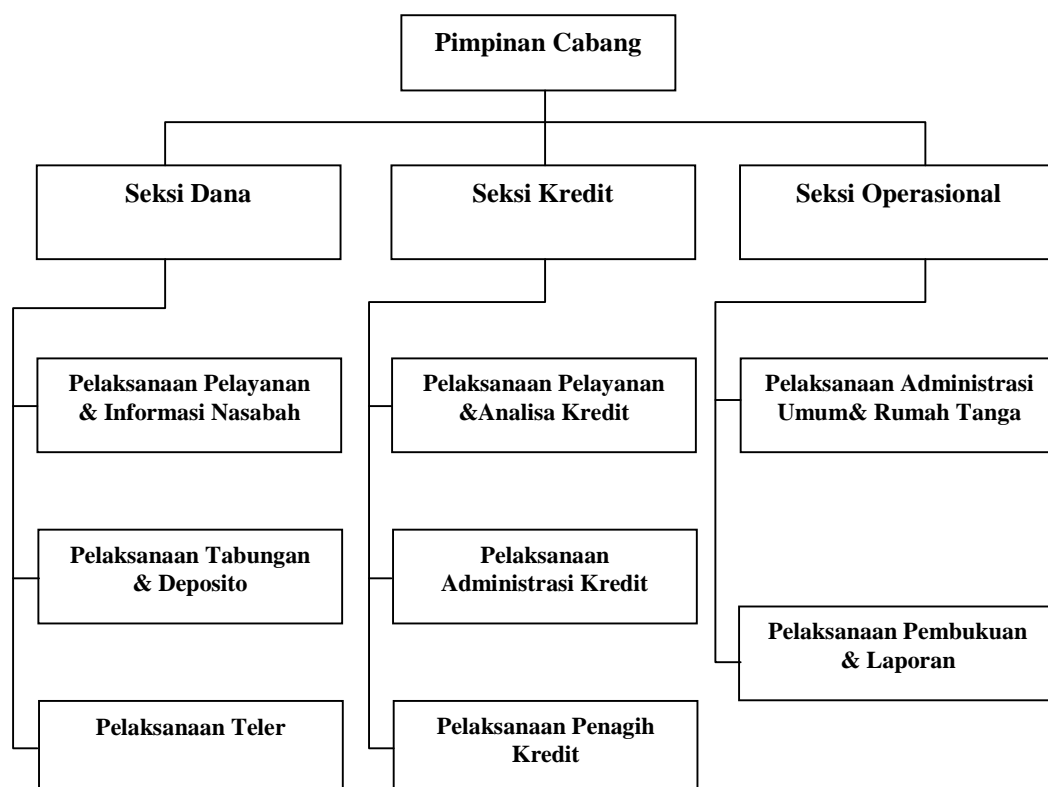 Pimpinan Cabang
Seksi Dana
Seksi Kredit
Seksi Operasional
Pelaksanaan Pelayanan
& Informasi Nasabah
Pelaksanaan Pelayanan
&Analisa Kredit
Pelaksanaan Administrasi
Umum& Rumah Tanga
Pelaksanaan Tabungan
& Deposito
Pelaksanaan
Administrasi Kredit
Pelaksanaan Pembukuan
& Laporan
Pelaksanaan Teler
Pelaksanaan Penagih
Kredit